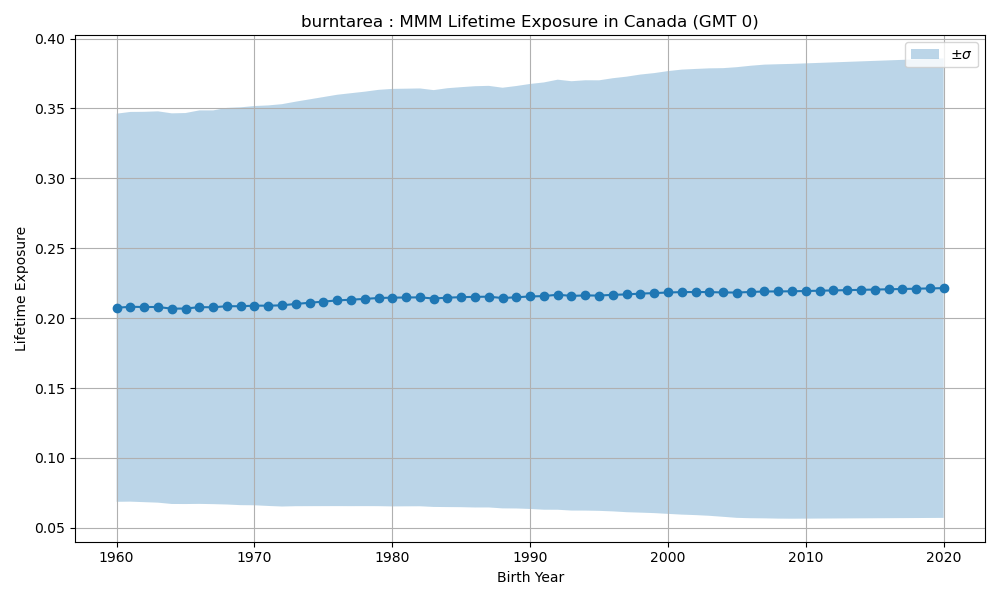 burntarea : MMM Lifetime Exposure in Canada (GMT 0)
±σ
0.40
0.35
0.30
0.25
0.20
0.15
0.10
0.05
Lifetime Exposure
1960 1970 1980 1990 2000 2010 2020
Birth Year